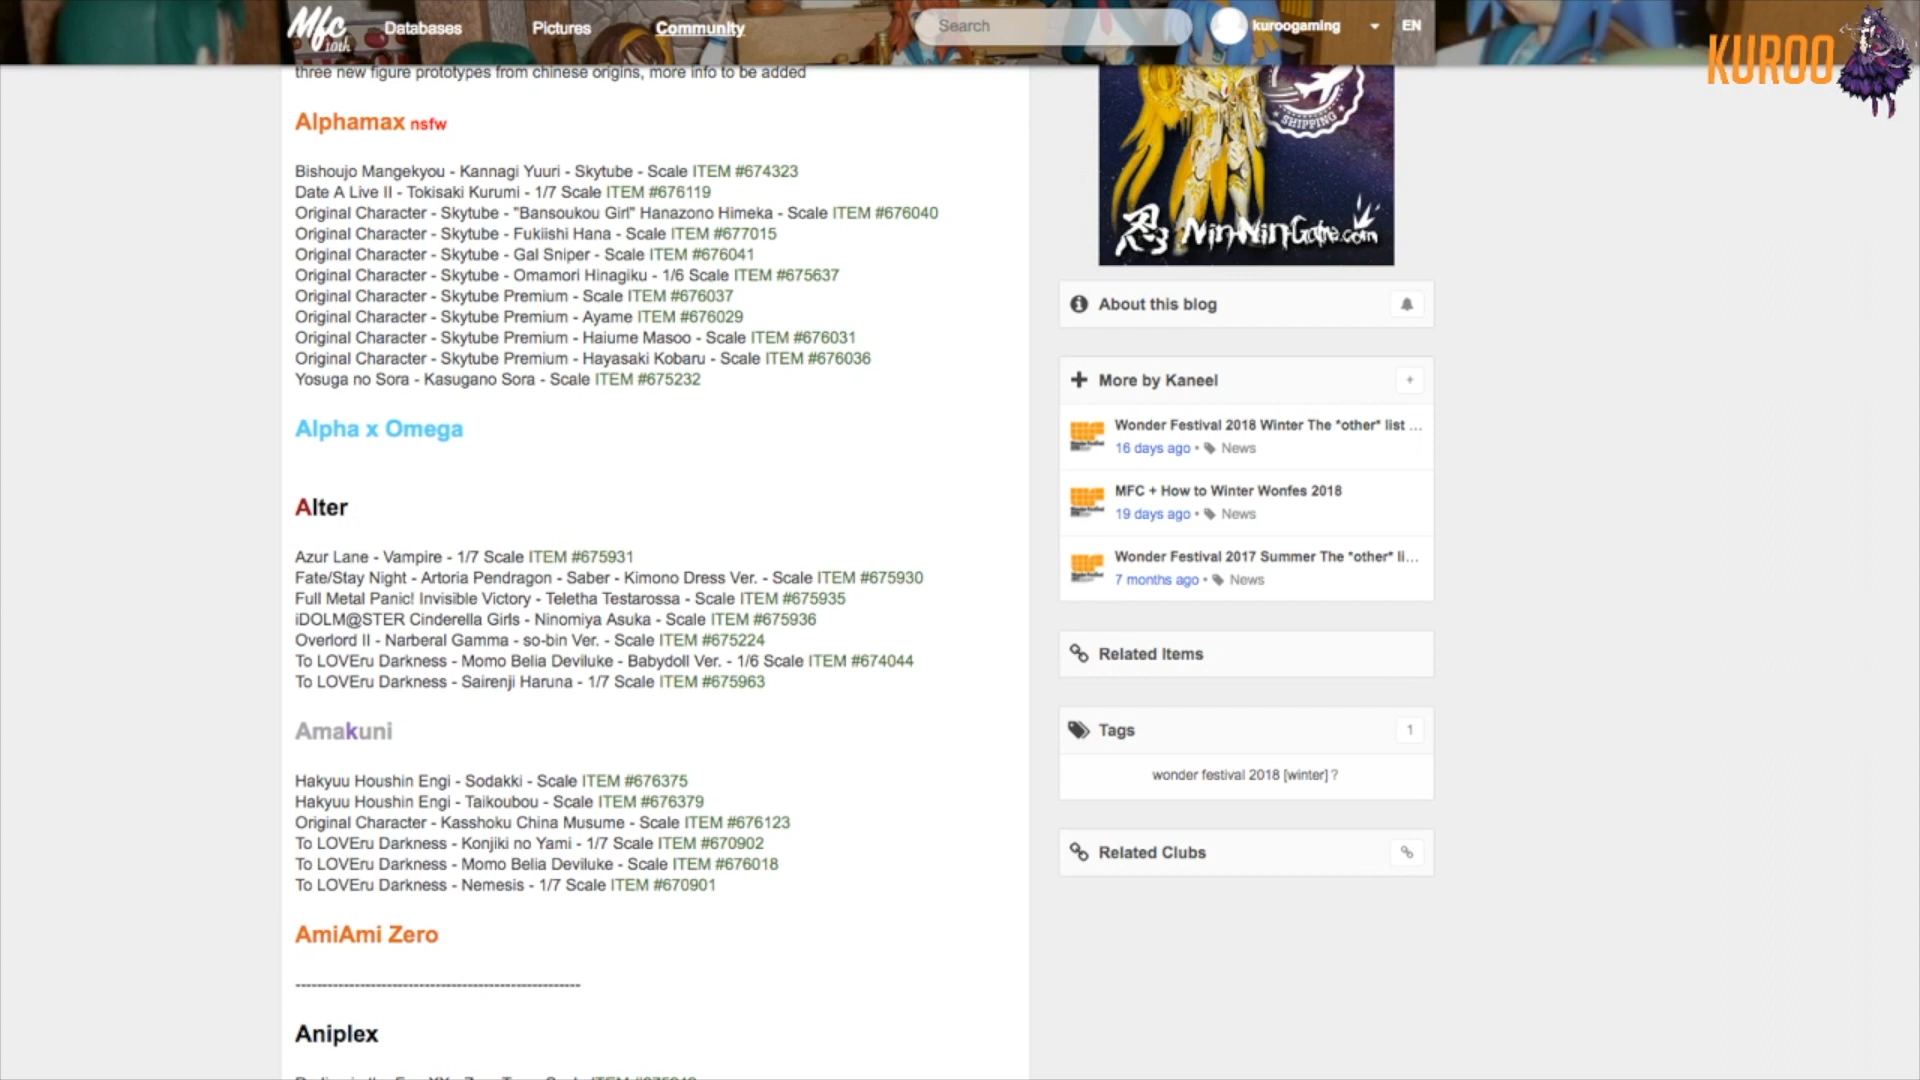 Mfc
10th
Databases
Pictures
Community
Search
kuroogaming
EN
KUROO
three new figure prototypes from chinese origins, more info to be added
Alphamax nsfw
Bishoujo Mangekyou - Kannagi Yuuri - Skytube - Scale ITEM #674323
Date A Live II - Tokisaki Kurumi - 1/7 Scale ITEM #676119
Original Character - Skytube - "Bansoukou Girl" Hanazono Himeka - Scale ITEM #676040
Original Character - Skytube - Fukiishi Hana - Scale ITEM #677015
Original Character - Skytube - Gal Sniper - Scale ITEM #676041
Original Character - Skytube - Omamori Hinagiku - 1/6 Scale ITEM #675637
Original Character - Skytube Premium - Scale ITEM #676037
Original Character - Skytube Premium - Ayame ITEM #676029
Original Character - Skytube Premium - Haiume Masoo - Scale ITEM #676031
Original Character - Skytube Premium - Hayasaki Kobaru - Scale ITEM #676036
Yosuga no Sora - Kasugano Sora - Scale ITEM #675232
Alpha x Omega
Alter
Azur Lane - Vampire - 1/7 Scale ITEM #675931
Fate/Stay Night - Artoria Pendragon - Saber - Kimono Dress Ver. - Scale ITEM #675930
Full Metal Panic! Invisible Victory - Teletha Testarossa - Scale ITEM #675935
iDOLM@STER Cinderella Girls - Ninomiya Asuka - Scale ITEM #675936
Overlord II - Narberal Gamma - so-bin Ver. - Scale ITEM #675224
To LOVEru Darkness - Momo Belia Deviluke - Babydoll Ver. - 1/6 Scale ITEM #674044
To LOVEru Darkness - Sairenji Haruna - 1/7 Scale ITEM #675963
Amakuni
Hakyuu Houshin Engi - Sodakki - Scale ITEM #676375
Hakyuu Houshin Engi - Taikoubou - Scale ITEM #676379
Original Character - Kasshoku China Musume - Scale ITEM #676123
To LOVEru Darkness - Konjiki no Yami - 1/7 Scale ITEM #670902
To LOVEru Darkness - Momo Belia Deviluke - Scale ITEM #676018
To LOVEru Darkness - Nemesis - 1/7 Scale ITEM #670901
AmiAmi Zero
---------------------------------------------------------
Aniplex
SHIPPING
忍 Nin-Nin-Game.com
About this blog
More by Kaneel
+
Wonder Festival 2018 Winter The *other* list ...
16 days ago • News
MFC + How to Winter Wonfes 2018
19 days ago • News
Wonder Festival 2017 Summer The *other* li...
7 months ago • News
Related Items
Tags
1
wonder festival 2018 [winter] ?
Related Clubs